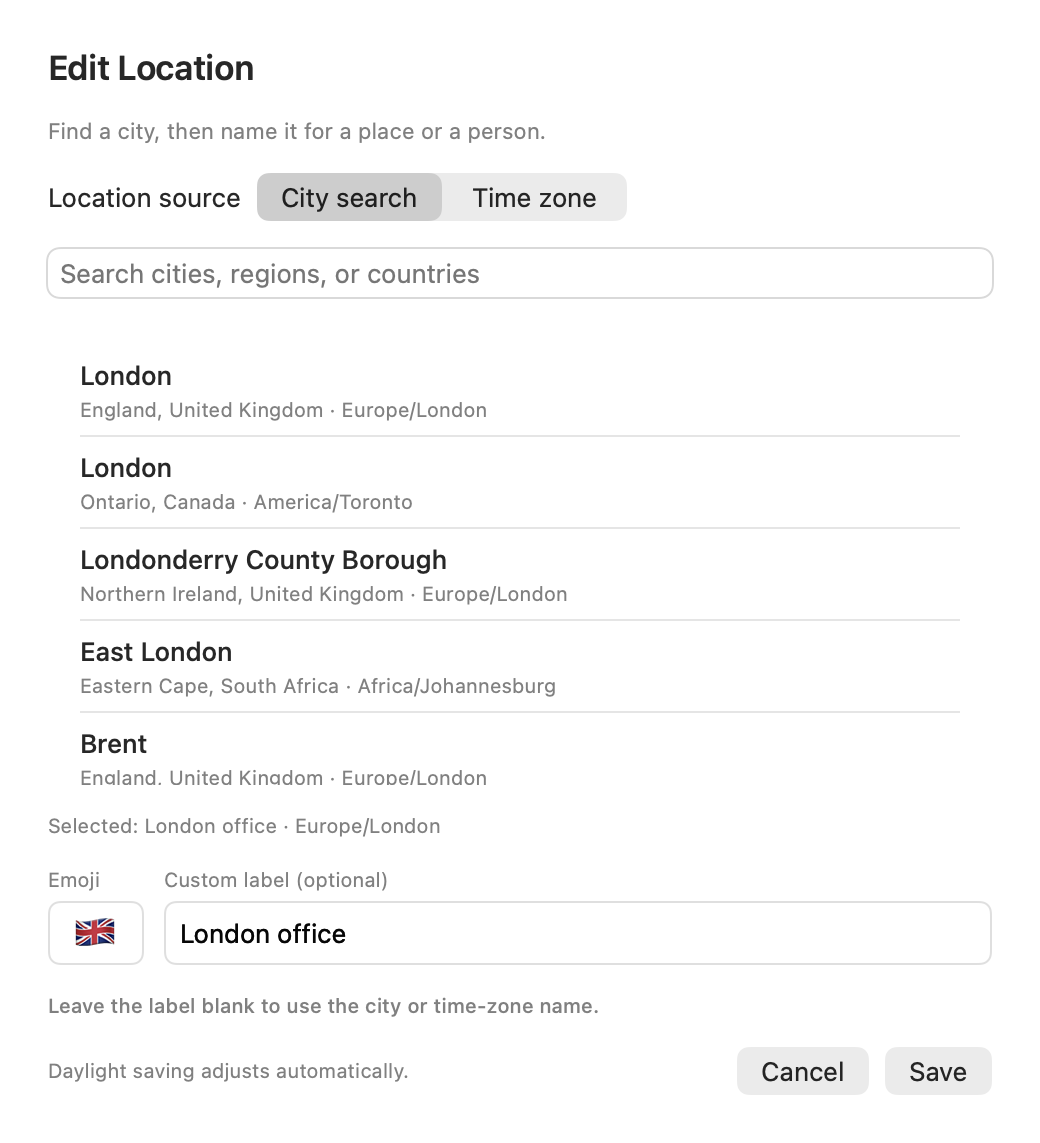 Edit Location
Find a city, then name it for a place or a person.
Location source City search Time zone
Search cities, regions, or countries
London
England, United Kingdom · Europe/London
London
Ontario, Canada · America/Toronto
Londonderry County Borough
Northern Ireland, United Kingdom · Europe/London
East London
Eastern Cape, South Africa · Africa/Johannesburg
Brent
England, United Kingdom · Europe/London
Selected: London office · Europe/London
Emoji Custom label (optional)
🇬🇧 London office
Leave the label blank to use the city or time-zone name.
Daylight saving adjusts automatically. Cancel Save